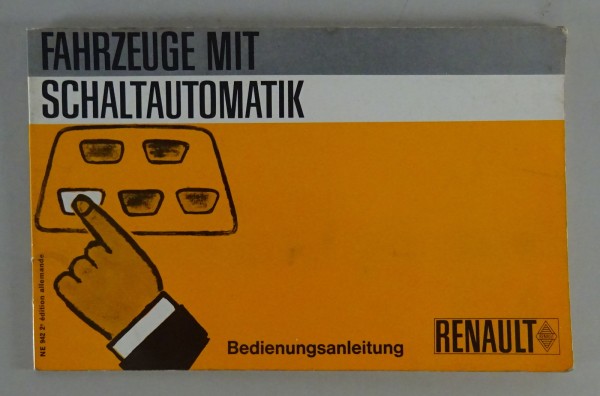 FAHRZEUGE MIT
SCHALTAUTOMATIK
NE 942 2ᵉ édition allemande
Bedienungsanleitung
RENAULT